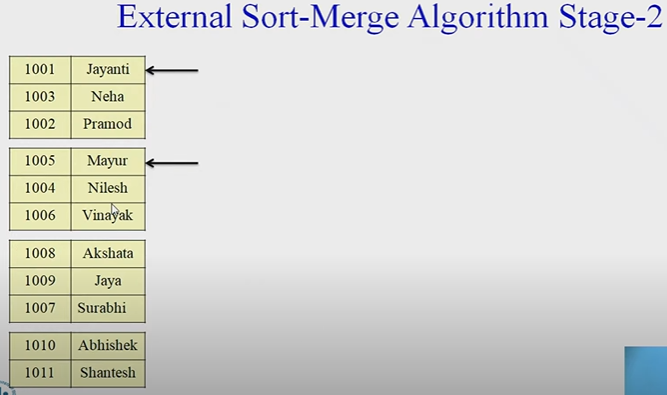 External Sort-Merge Algorithm Stage-2
1001 Jayanti
1003 Neha
1002 Pramod
1005 Mayur
1004 Nilesh
1006 Vinayak
1008 Akshata
1009 Jaya
1007 Surabhi
1010 Abhishek
1011 Shantesh